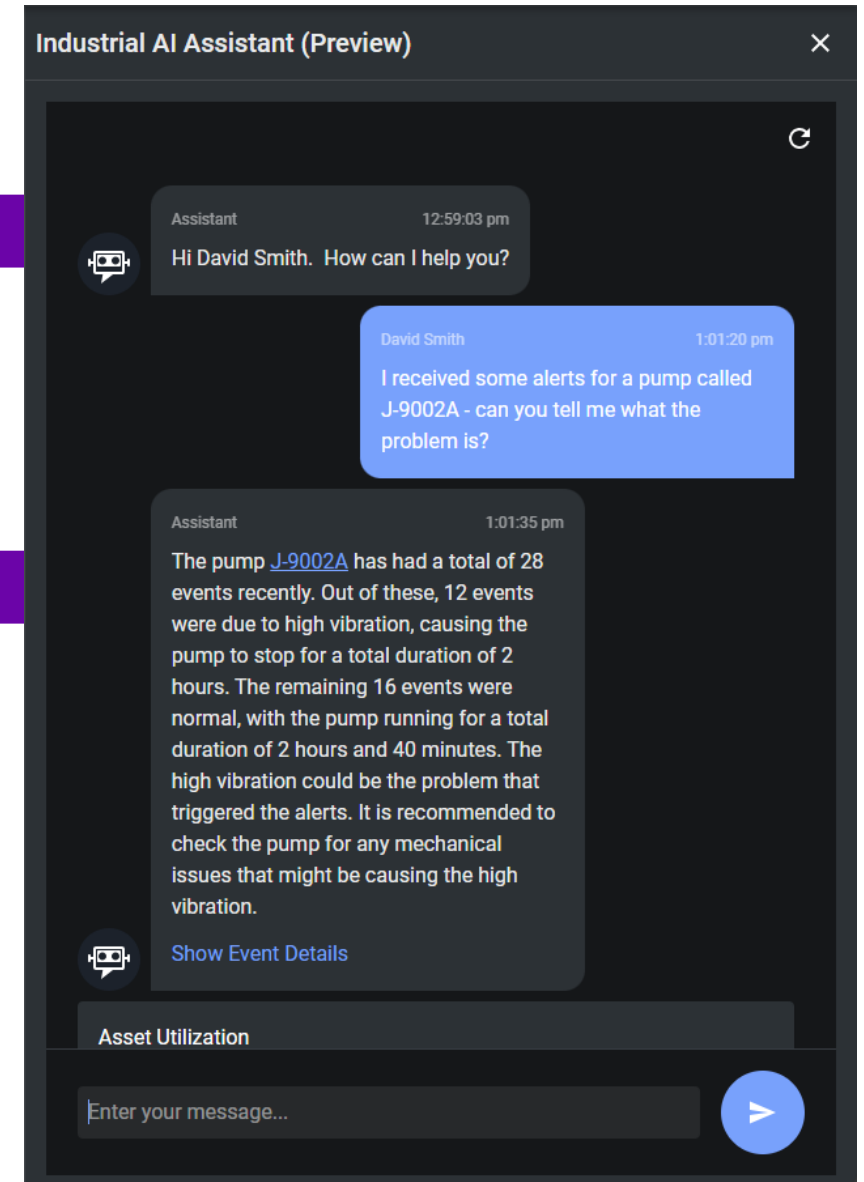 Industrial AI Assistant (Preview)
Assistant 12:59:03 pm
Hi David Smith.  How can I help you?
David Smith 1:01:20 pm
I received some alerts for a pump called
J-9002A - can you tell me what the
problem is?
Assistant 1:01:35 pm
The pump J-9002A has had a total of 28
events recently. Out of these, 12 events
were due to high vibration, causing the
pump to stop for a total duration of 2
hours. The remaining 16 events were
normal, with the pump running for a total
duration of 2 hours and 40 minutes. The
high vibration could be the problem that
triggered the alerts. It is recommended to
check the pump for any mechanical
issues that might be causing the high
vibration.
Show Event Details
Asset Utilization
Enter your message...